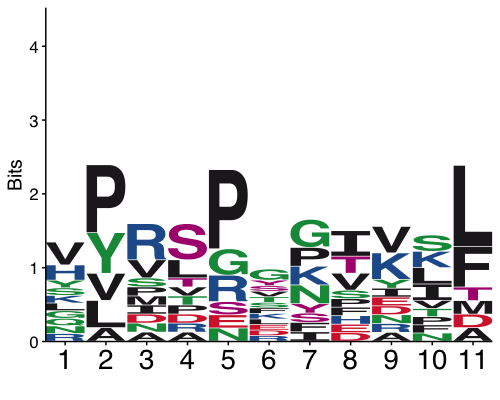 Bits
4
3
2
1
0
V H
P Y V L A
R V S P M I D N A
S L T
P G R S E N
G
G P K N Y S
I T V S
V K
S K L I
L I F T M D A
1 2 3 4 5 6 7 8 9 10 11